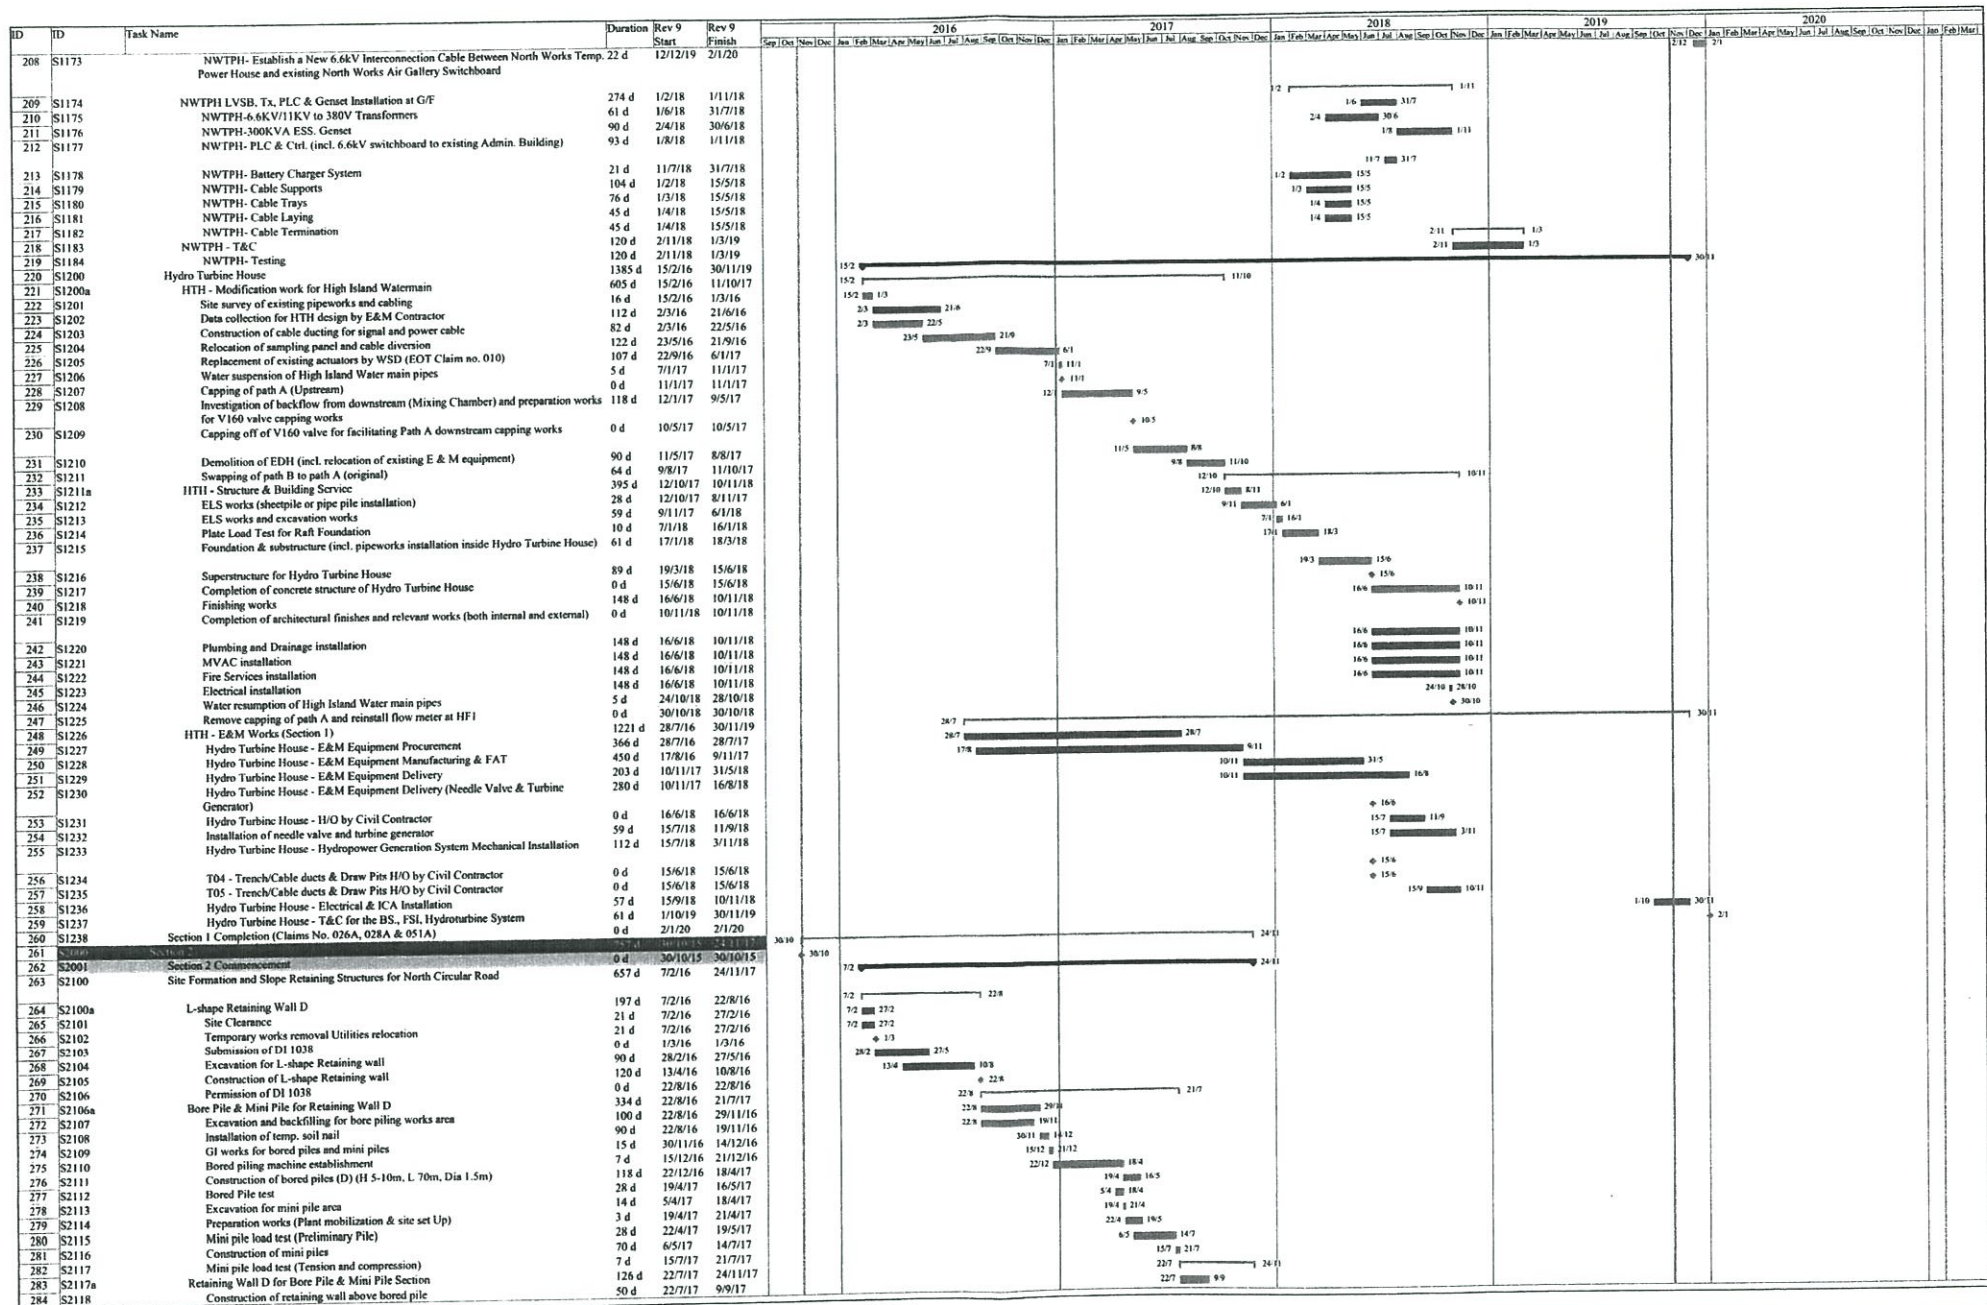 ID ID Task Name Duration Rev 9 Start Rev 9 Finish 2016 2017 2018 2019 2020
208 S1173 NWTPH- Establish a New 6.6kV Interconnection Cable Between North Works Temp. 22 d 12/12/19 2/1/20
Power House and existing North Works Air Gallery Switchboard
209 S1174 NWTPH LVSB, Tx, PLC & Genset Installation at G/F 274 d 1/2/18 1/11/18
210 S1175 NWTPH-6.6KV/11KV to 380V Transformers 61 d 1/6/18 31/7/18
211 S1176 NWTPH-300KVA ESS. Genset 90 d 2/4/18 30/6/18
212 S1177 NWTPH- PLC & Ctrl. (incl. 6.6kV switchboard to existing Admin. Building) 93 d 1/8/18 1/11/18
213 S1178 NWTPH- Battery Charger System 21 d 11/7/18 31/7/18
214 S1179 NWTPH- Cable Supports 104 d 1/2/18 15/5/18
215 S1180 NWTPH- Cable Trays 76 d 1/3/18 15/5/18
216 S1181 NWTPH- Cable Laying 45 d 1/4/18 15/5/18
217 S1182 NWTPH- Cable Termination 45 d 1/4/18 15/5/18
218 S1183 NWTPH - T&C 120 d 2/11/18 1/3/19
219 S1184 NWTPH- Testing 120 d 2/11/18 1/3/19
220 S1200 Hydro Turbine House 1385 d 15/2/16 30/11/19
221 S1200a HTH - Modification work for High Island Watermain 605 d 15/2/16 11/10/17
222 S1201 Site survey of existing pipeworks and cabling 16 d 15/2/16 1/3/16
223 S1202 Data collection for HTH design by E&M Contractor 112 d 2/3/16 21/6/16
224 S1203 Construction of cable ducting for signal and power cable 82 d 2/3/16 22/5/16
225 S1204 Relocation of sampling panel and cable diversion 122 d 23/5/16 21/9/16
226 S1205 Replacement of existing actuators by WSD (EOT Claim no. 010) 107 d 22/9/16 6/1/17
227 S1206 Water suspension of High Island Water main pipes 5 d 7/1/17 11/1/17
228 S1207 Capping of path A (Upstream) 0 d 11/1/17 11/1/17
229 S1208 Investigation of backflow from downstream (Mixing Chamber) and preparation works 118 d 12/1/17 9/5/17
for V160 valve capping works
230 S1209 Capping off of V160 valve for facilitating Path A downstream capping works 0 d 10/5/17 10/5/17
231 S1210 Demolition of EDH (incl. relocation of existing E & M equipment) 90 d 11/5/17 8/8/17
232 S1211 Swapping of path B to path A (original) 64 d 9/8/17 11/10/17
233 S1211a HTH - Structure & Building Service 395 d 12/10/17 10/11/18
234 S1212 ELS works (sheetpile or pipe pile installation) 28 d 12/10/17 8/11/17
235 S1213 ELS works and excavation works 59 d 9/11/17 6/1/18
236 S1214 Plate Load Test for Raft Foundation 10 d 7/1/18 16/1/18
237 S1215 Foundation & substructure (incl. pipeworks installation inside Hydro Turbine House) 61 d 17/1/18 18/3/18
238 S1216 Superstructure for Hydro Turbine House 89 d 19/3/18 15/6/18
239 S1217 Completion of concrete structure of Hydro Turbine House 0 d 15/6/18 15/6/18
240 S1218 Finishing works 148 d 16/6/18 10/11/18
241 S1219 Completion of architectural finishes and relevant works (both internal and external) 0 d 10/11/18 10/11/18
242 S1220 Plumbing and Drainage installation 148 d 16/6/18 10/11/18
243 S1221 MVAC installation 148 d 16/6/18 10/11/18
244 S1222 Fire Services installation 148 d 16/6/18 10/11/18
245 S1223 Electrical installation 148 d 16/6/18 10/11/18
246 S1224 Water resumption of High Island Water main pipes 5 d 24/10/18 28/10/18
247 S1225 Remove capping of path A and reinstall flow meter at HF1 0 d 30/10/18 30/10/18
248 S1226 HTH - E&M Works (Section 1) 1221 d 28/7/16 30/11/19
249 S1227 Hydro Turbine House - E&M Equipment Procurement 366 d 28/7/16 28/7/17
250 S1228 Hydro Turbine House - E&M Equipment Manufacturing & FAT 450 d 17/8/16 9/11/17
251 S1229 Hydro Turbine House - E&M Equipment Delivery 203 d 10/11/17 31/5/18
252 S1230 Hydro Turbine House - E&M Equipment Delivery (Needle Valve & Turbine 280 d 10/11/17 16/8/18
Generator)
253 S1231 Hydro Turbine House - H/O by Civil Contractor 0 d 16/6/18 16/6/18
254 S1232 Installation of needle valve and turbine generator 59 d 15/7/18 11/9/18
255 S1233 Hydro Turbine House - Hydropower Generation System Mechanical Installation 112 d 15/7/18 3/11/18
256 S1234 T04 - Trench/Cable ducts & Draw Pits H/O by Civil Contractor 0 d 15/6/18 15/6/18
257 S1235 T05 - Trench/Cable ducts & Draw Pits H/O by Civil Contractor 0 d 15/6/18 15/6/18
258 S1236 Hydro Turbine House - Electrical & ICA Installation 57 d 15/9/18 10/11/18
259 S1237 Hydro Turbine House - T&C for the BS., FSI, Hydroturbine System 61 d 1/10/19 30/11/19
260 S1238 Section 1 Completion (Claims No. 026A, 028A & 051A) 0 d 2/1/20 2/1/20
261
262 S2001 Section 2 Commencement 0 d 30/10/15 30/10/15
263 S2100 Site Formation and Slope Retaining Structures for North Circular Road 657 d 7/2/16 24/11/17
264 S2100a L-shape Retaining Wall D 197 d 7/2/16 22/8/16
265 S2101 Site Clearance 21 d 7/2/16 27/2/16
266 S2102 Temporary works removal Utilities relocation 21 d 7/2/16 27/2/16
267 S2103 Submission of DI 1038 0 d 1/3/16 1/3/16
268 S2104 Excavation for L-shape Retaining wall 90 d 28/2/16 27/5/16
269 S2105 Construction of L-shape Retaining wall 120 d 13/4/16 10/8/16
270 S2106 Permission of DI 1038 0 d 22/8/16 22/8/16
271 S2106a Bore Pile & Mini Pile for Retaining Wall D 334 d 22/8/16 21/7/17
272 S2107 Excavation and backfilling for bore piling works area 100 d 22/8/16 29/11/16
273 S2108 Installation of temp. soil nail 90 d 22/8/16 19/11/16
274 S2109 GI works for bored piles and mini piles 15 d 30/11/16 14/12/16
275 S2110 Bored piling machine establishment 7 d 15/12/16 21/12/16
276 S2111 Construction of bored piles (D) (H 5-10m, L 70m, Dia 1.5m) 118 d 22/12/16 18/4/17
277 S2112 Bored Pile test 28 d 19/4/17 16/5/17
278 S2113 Excavation for mini pile area 14 d 5/4/17 18/4/17
279 S2114 Preparation works (Plant mobilization & site set Up) 3 d 19/4/17 21/4/17
280 S2115 Mini pile load test (Preliminary Pile) 28 d 22/4/17 19/5/17
281 S2116 Construction of mini piles 70 d 6/5/17 14/7/17
282 S2117 Mini pile load test (Tension and compression) 7 d 15/7/17 21/7/17
283 S2117a Retaining Wall D for Bore Pile & Mini Pile Section 126 d 22/7/17 24/11/17
284 S2118 Construction of retaining wall above bored pile 50 d 22/7/17 9/9/17